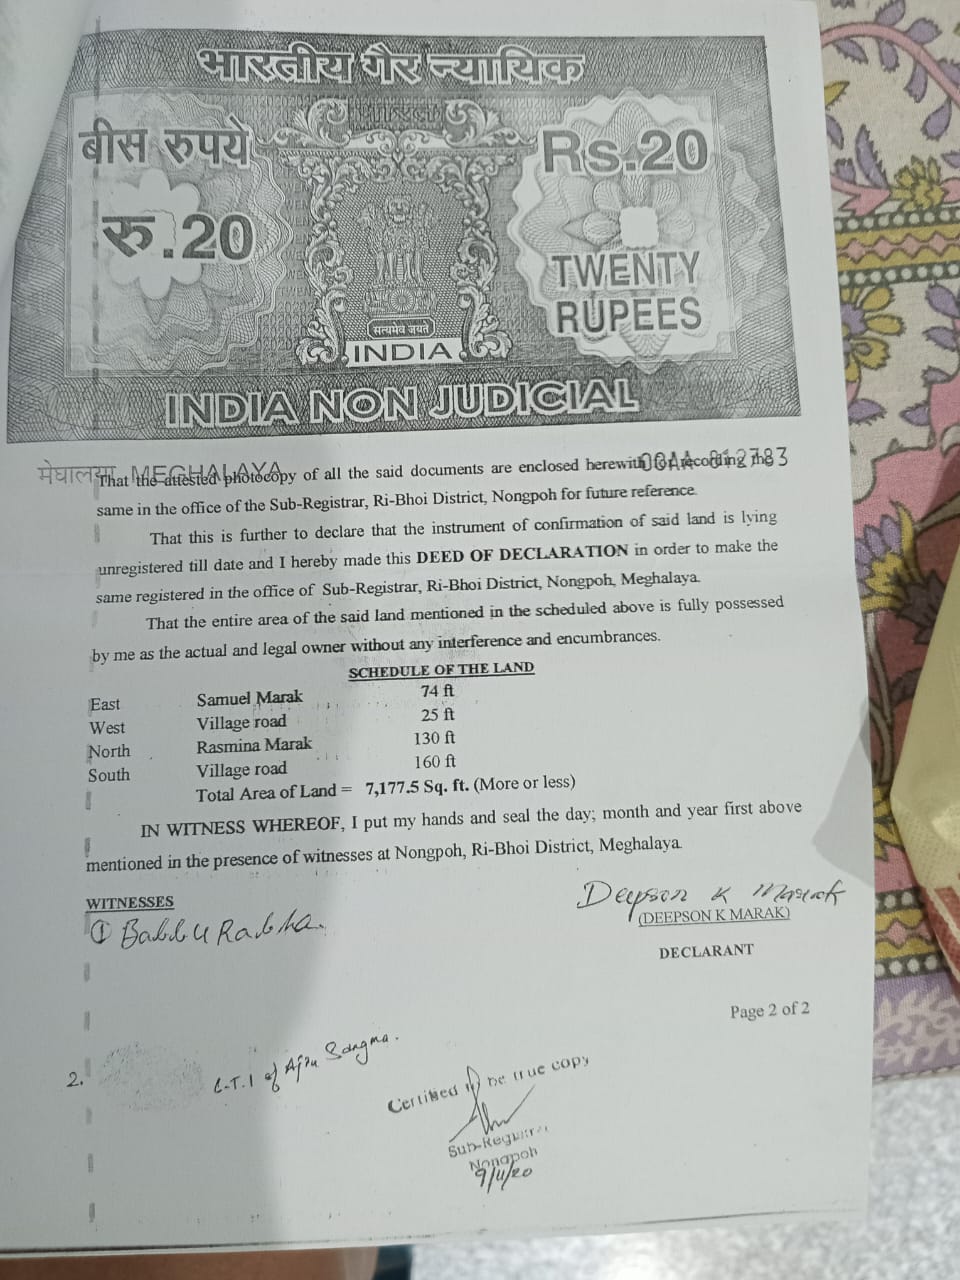 भारतीय गैर न्यायिक
भारत
बीस रुपये
Rs.20
रु.20
TWENTY
RUPEES
सत्यमेव जयते
INDIA
INDIA NON JUDICIAL
मेघालय MEGHALAYA
00AA 812783
That the attested photocopy of all the said documents are enclosed herewith for recording the
same in the office of the Sub-Registrar, Ri-Bhoi District, Nongpoh for future reference.
That this is further to declare that the instrument of confirmation of said land is lying
unregistered till date and I hereby made this DEED OF DECLARATION in order to make the
same registered in the office of Sub-Registrar, Ri-Bhoi District, Nongpoh, Meghalaya.
That the entire area of the said land mentioned in the scheduled above is fully possessed
by me as the actual and legal owner without any interference and encumbrances.
SCHEDULE OF THE LAND
East Samuel Marak 74 ft
West Village road 25 ft
North Rasmina Marak 130 ft
South Village road 160 ft
Total Area of Land = 7,177.5 Sq. ft. (More or less)
IN WITNESS WHEREOF, I put my hands and seal the day; month and year first above
mentioned in the presence of witnesses at Nongpoh, Ri-Bhoi District, Meghalaya.
WITNESSES
① Bablu Rabha.
Deepson K Marak
(DEEPSON K MARAK)
DECLARANT
Page 2 of 2
2.
L.T.I of Sangma.
Certified to be true copy
Sub-Registrar
Nongpoh
9/11/20